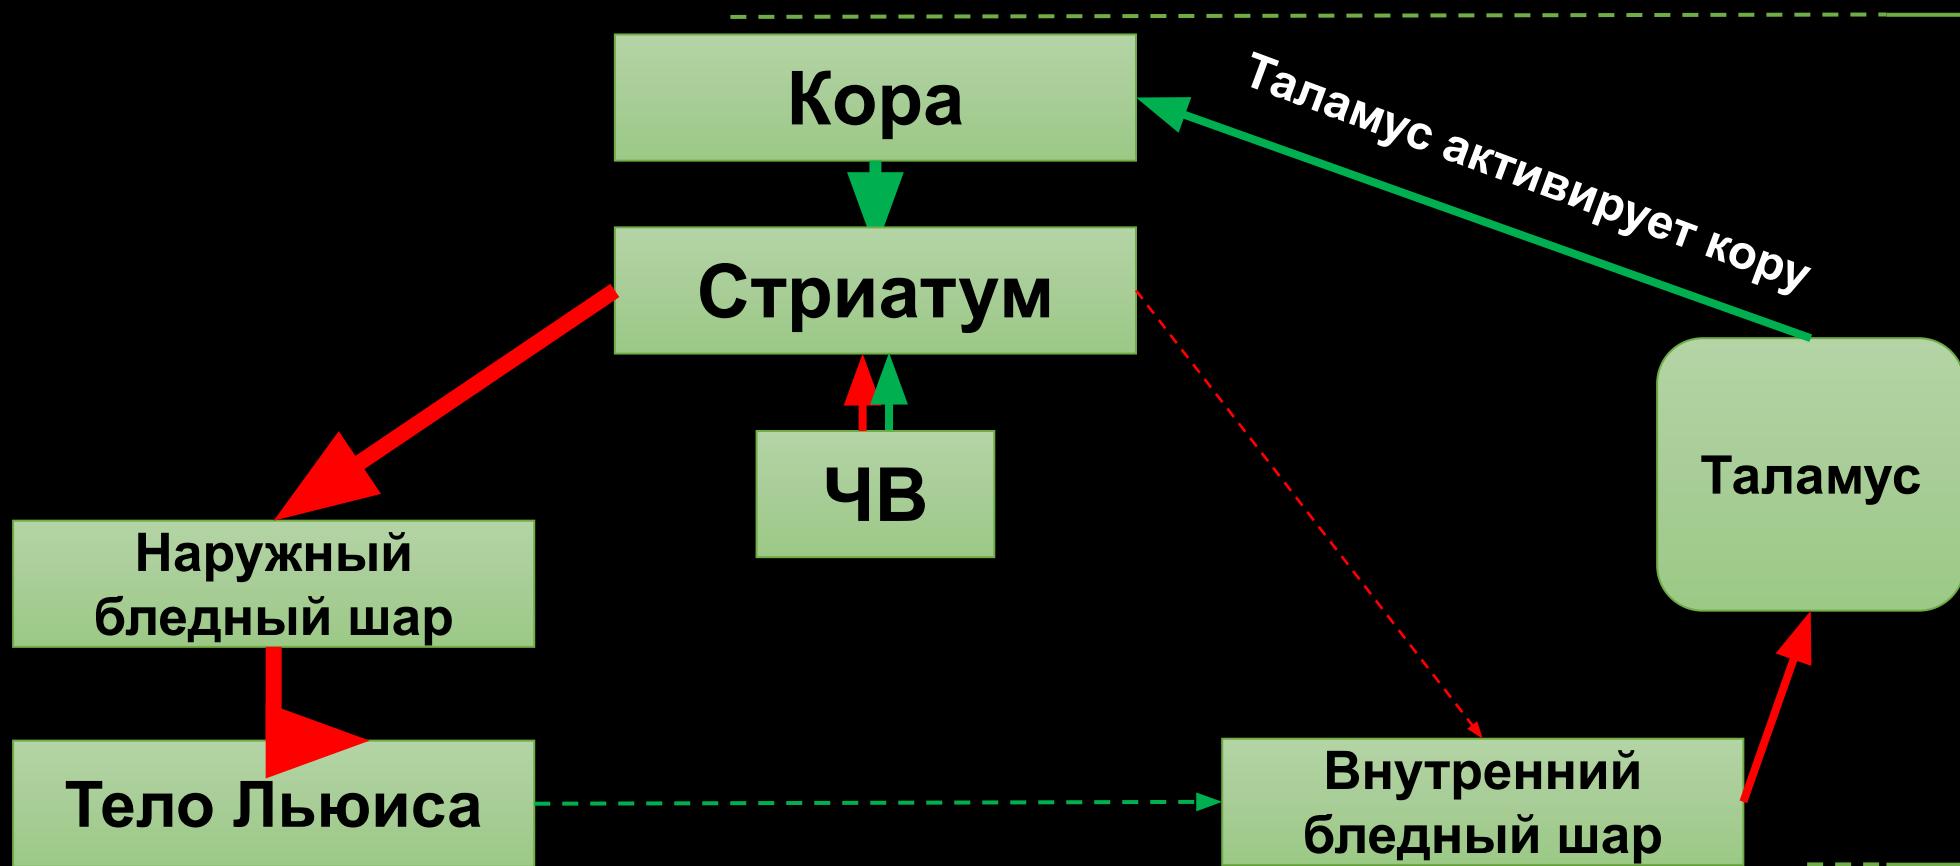 Кора
Таламус активирует кору
Стриатум
ЧВ
Таламус
Наружный
бледный шар
Тело Льюиса
Внутренний
бледный шар